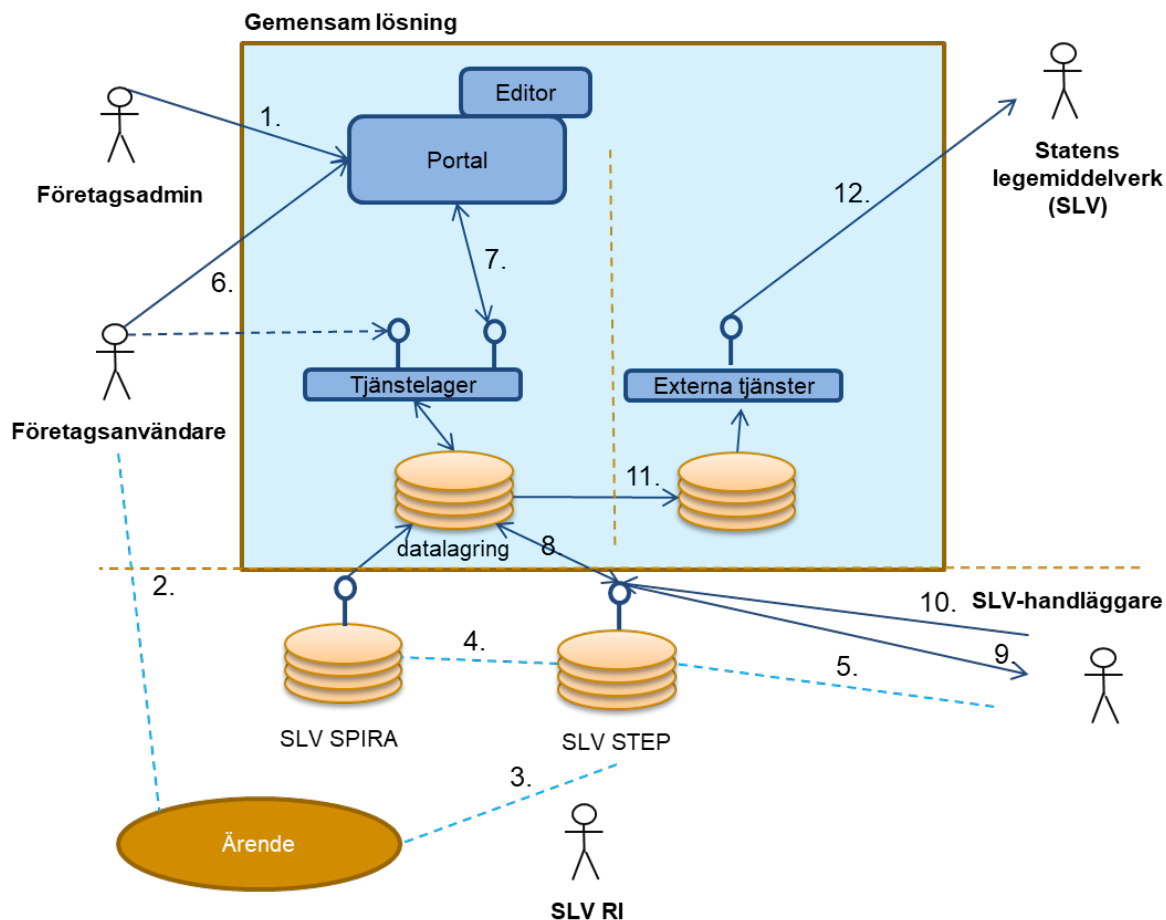 Gemensam lösning
Editor
Portal
1.
Företagsadmin
Statens
legemiddelverk
(SLV)
12.
6.
7.
Tjänstelager
Externa tjänster
Företagsanvändare
11.
datalagring
8.
2.
10.
SLV-handläggare
4.
9.
5.
SLV SPIRA
SLV STEP
3.
Ärende
SLV RI